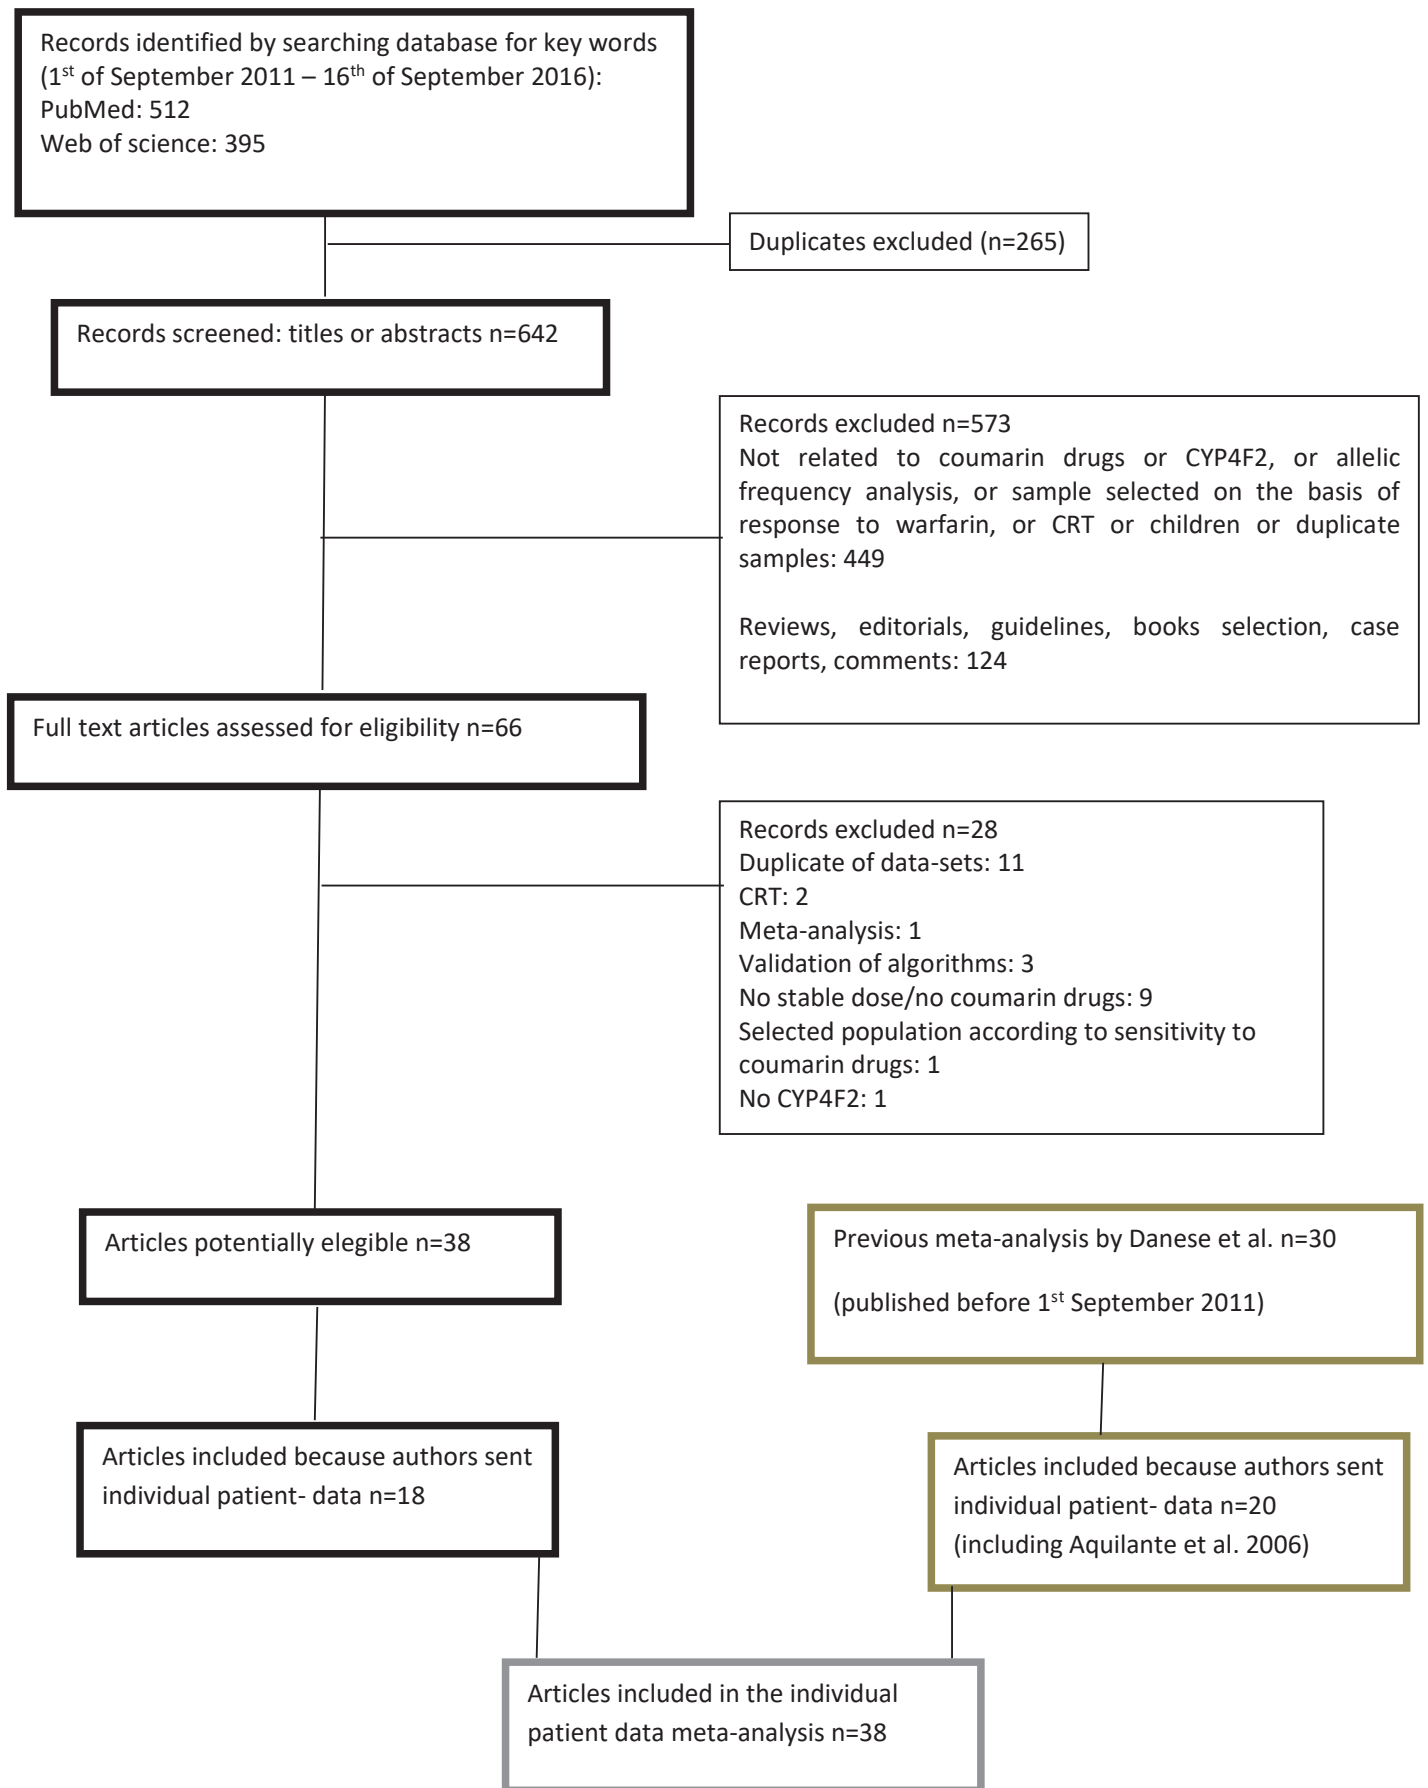 Records identified by searching database for key words
(1st of September 2011 – 16th of September 2016):
PubMed: 512
Web of science: 395
Duplicates excluded (n=265)
Records screened: titles or abstracts n=642
Records excluded n=573
Not related to coumarin drugs or CYP4F2, or allelic
frequency analysis, or sample selected on the basis of
response to warfarin, or CRT or children or duplicate
samples: 449
Reviews, editorials, guidelines, books selection, case
reports, comments: 124
Full text articles assessed for eligibility n=66
Records excluded n=28
Duplicate of data-sets: 11
CRT: 2
Meta-analysis: 1
Validation of algorithms: 3
No stable dose/no coumarin drugs: 9
Selected population according to sensitivity to
coumarin drugs: 1
No CYP4F2: 1
Articles potentially elegible n=38
Previous meta-analysis by Danese et al. n=30
(published before 1st September 2011)
Articles included because authors sent
individual patient- data n=18
Articles included because authors sent
individual patient- data n=20
(including Aquilante et al. 2006)
Articles included in the individual
patient data meta-analysis n=38